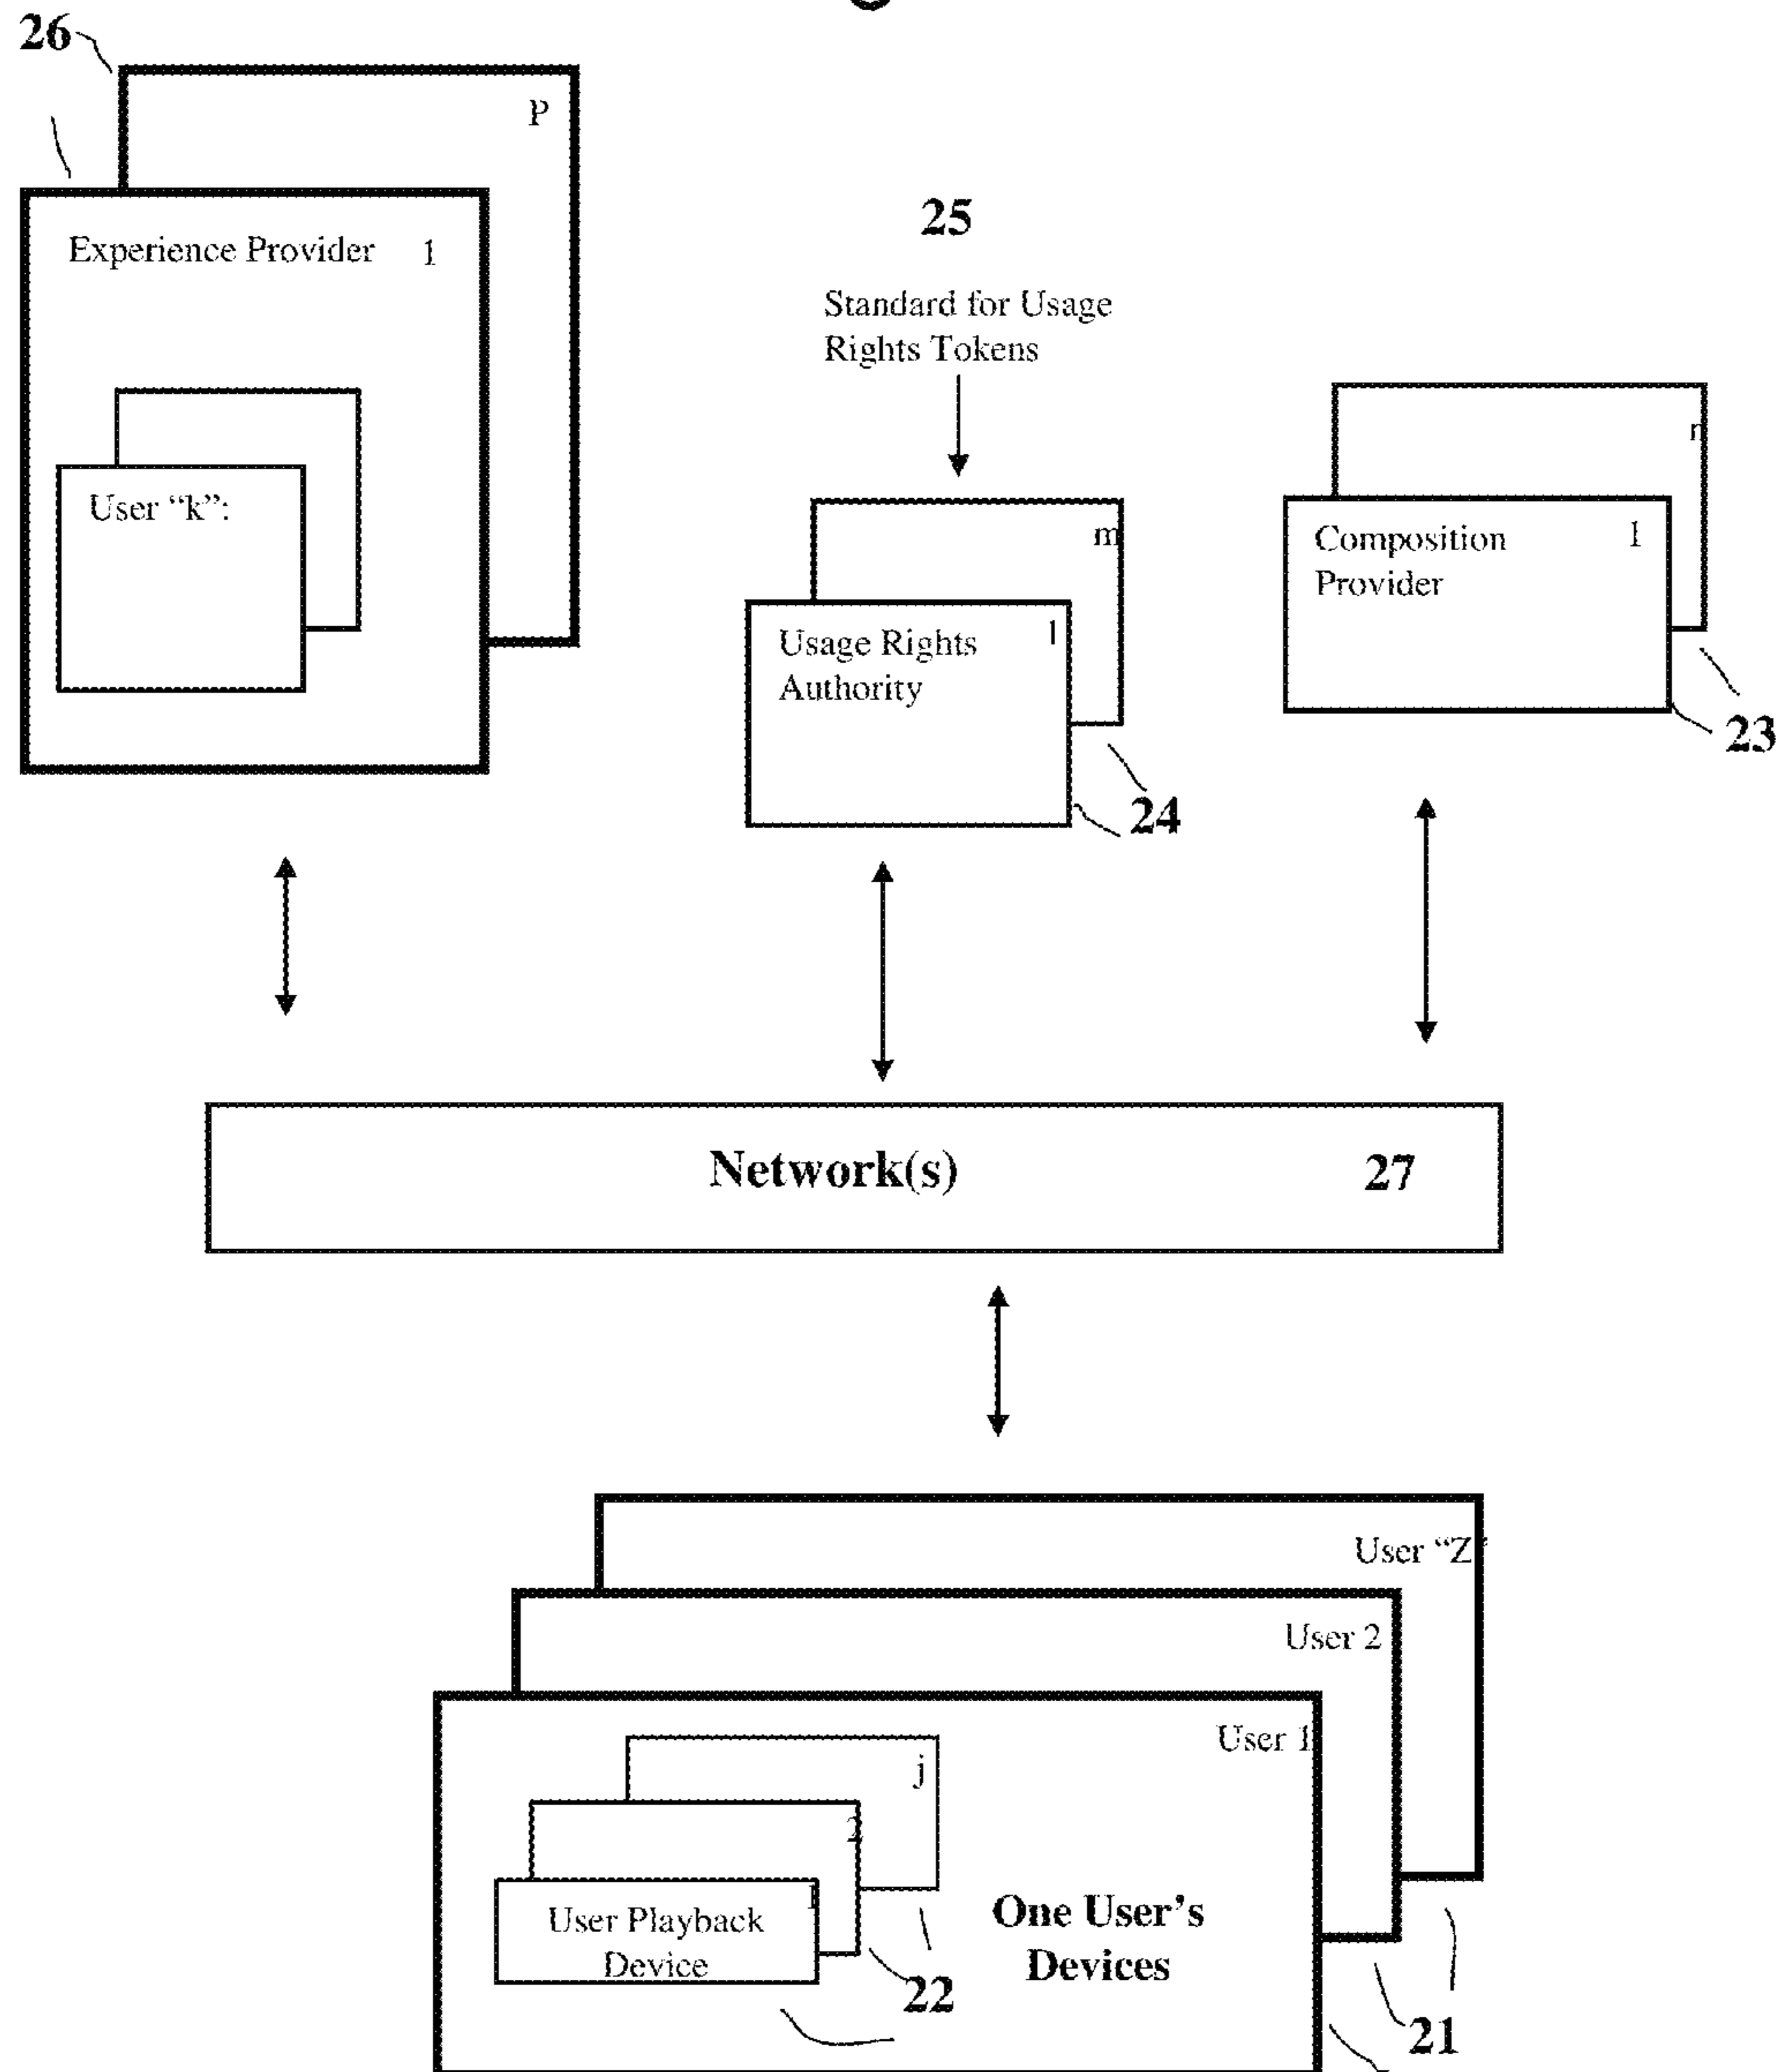 26
P
Experience Provider 1
User “k”:
25
Standard for Usage
Rights Tokens
m
Usage Rights 1
Authority
24
n
Composition 1
Provider
23
Network(s) 27
User “Z”
User 2
User 1
j
2
1
User Playback
Device
One User’s
Devices
22
21